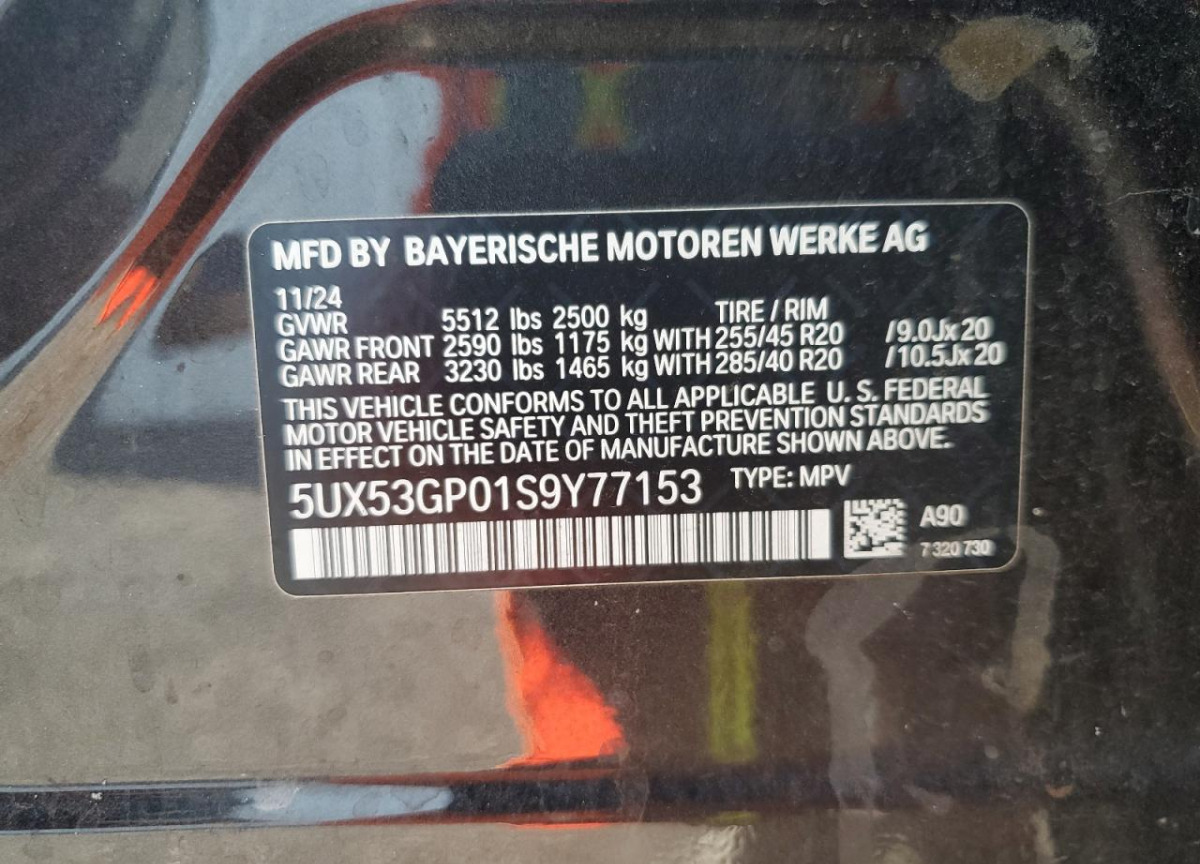 MFD BY BAYERISCHE MOTOREN WERKE AG
11/24
GVWR 5512 lbs 2500 kg TIRE / RIM
GAWR FRONT 2590 lbs 1175 kg WITH 255/45 R20 /9.0Jx20
GAWR REAR 3230 lbs 1465 kg WITH 285/40 R20 /10.5Jx20
THIS VEHICLE CONFORMS TO ALL APPLICABLE U. S. FEDERAL
MOTOR VEHICLE SAFETY AND THEFT PREVENTION STANDARDS
IN EFFECT ON THE DATE OF MANUFACTURE SHOWN ABOVE.
5UX53GP01S9Y77153 TYPE: MPV
A90
7 320 730